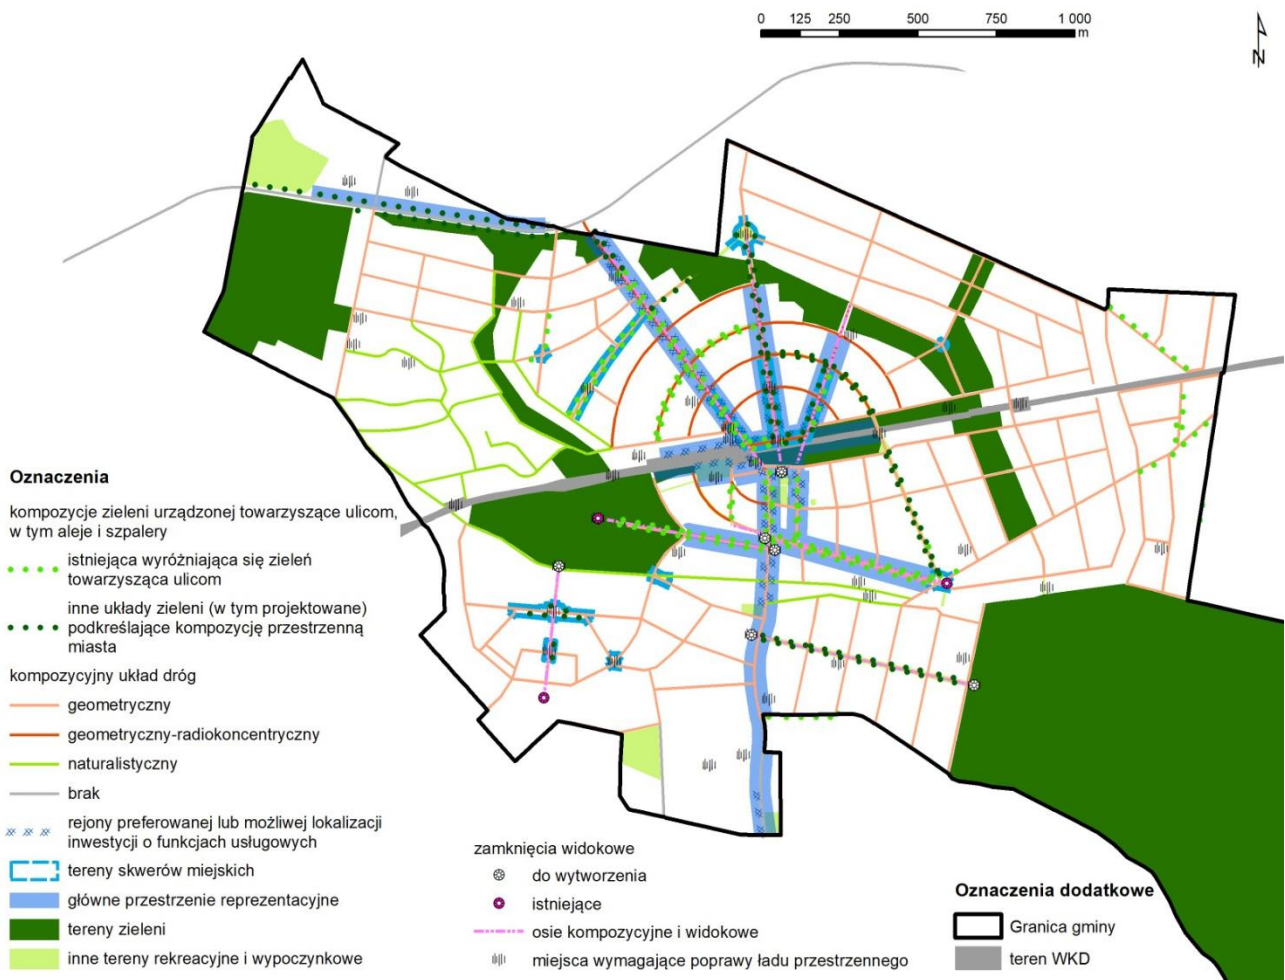 0 125 250 500 750 1 000
m
N
Oznaczenia
kompozycje zieleni urządzonej towarzyszące ulicom,
w tym aleje i szpalery
istniejąca wyróżniająca się zieleń
towarzysząca ulicom
inne układy zieleni (w tym projektowane)
podkreślające kompozycję przestrzenną
miasta
kompozycyjny układ dróg
geometryczny
geometryczny-radiokoncentryczny
naturalistyczny
brak
rejony preferowanej lub możliwej lokalizacji
inwestycji o funkcjach usługowych
tereny skwerów miejskich
główne przestrzenie reprezentacyjne
tereny zieleni
inne tereny rekreacyjne i wypoczynkowe
zamknięcia widokowe
do wytworzenia
istniejące
osie kompozycyjne i widokowe
miejsca wymagające poprawy ładu przestrzennego
Oznaczenia dodatkowe
Granica gminy
teren WKD